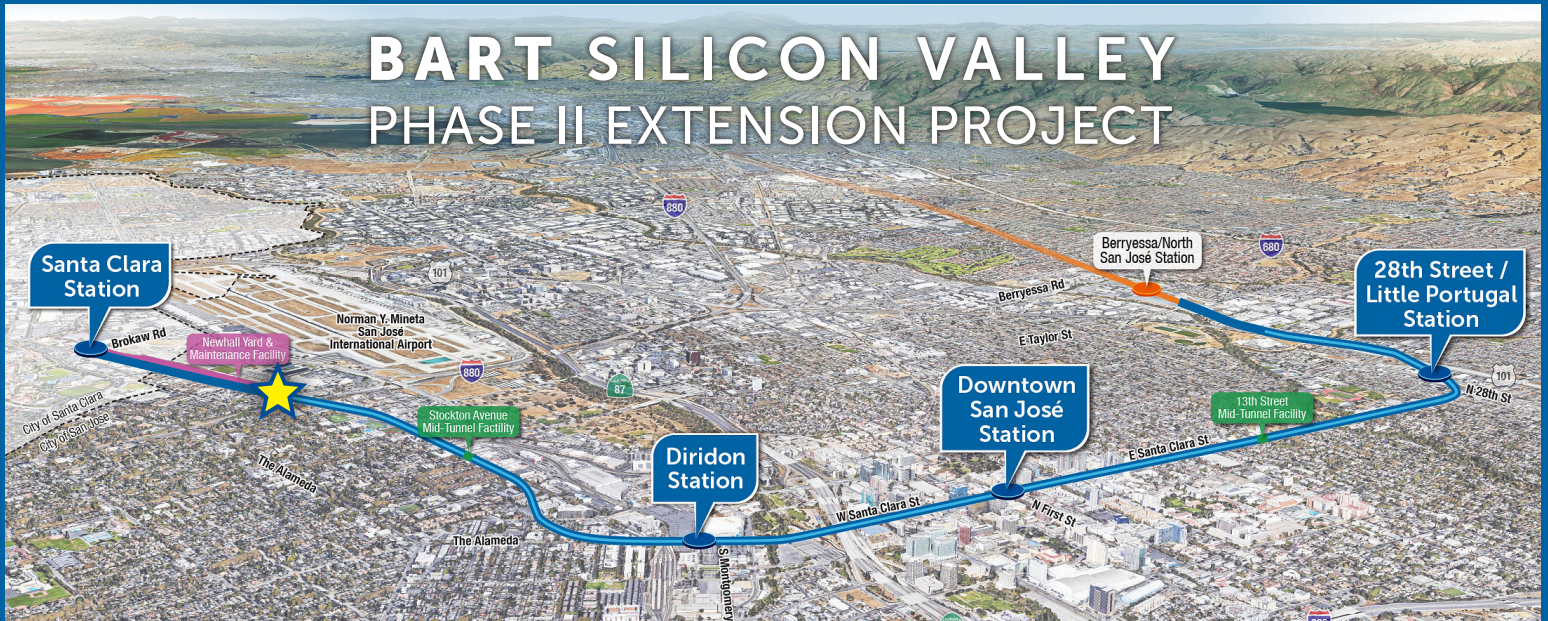 BART SILICON VALLEY
PHASE II EXTENSION PROJECT
880
Berryessa/North
San José Station
680
Santa Clara
Station
101
28th Street /
Little Portugal
Station
Berryessa Rd
Norman Y. Mineta
San José
International Airport
Brokaw Rd
Newhall Yard &
Maintenance Facility
E Taylor St
880
87
Downtown
San José
Station
101
N 28th St
13th Street
Mid-Tunnel Facility
City of Santa Clara
City of San Jose
Stockton Avenue
Mid-Tunnel Facility
Diridon
Station
E Santa Clara St
The Alameda
W Santa Clara St
N First St
The Alameda
S Montgomery